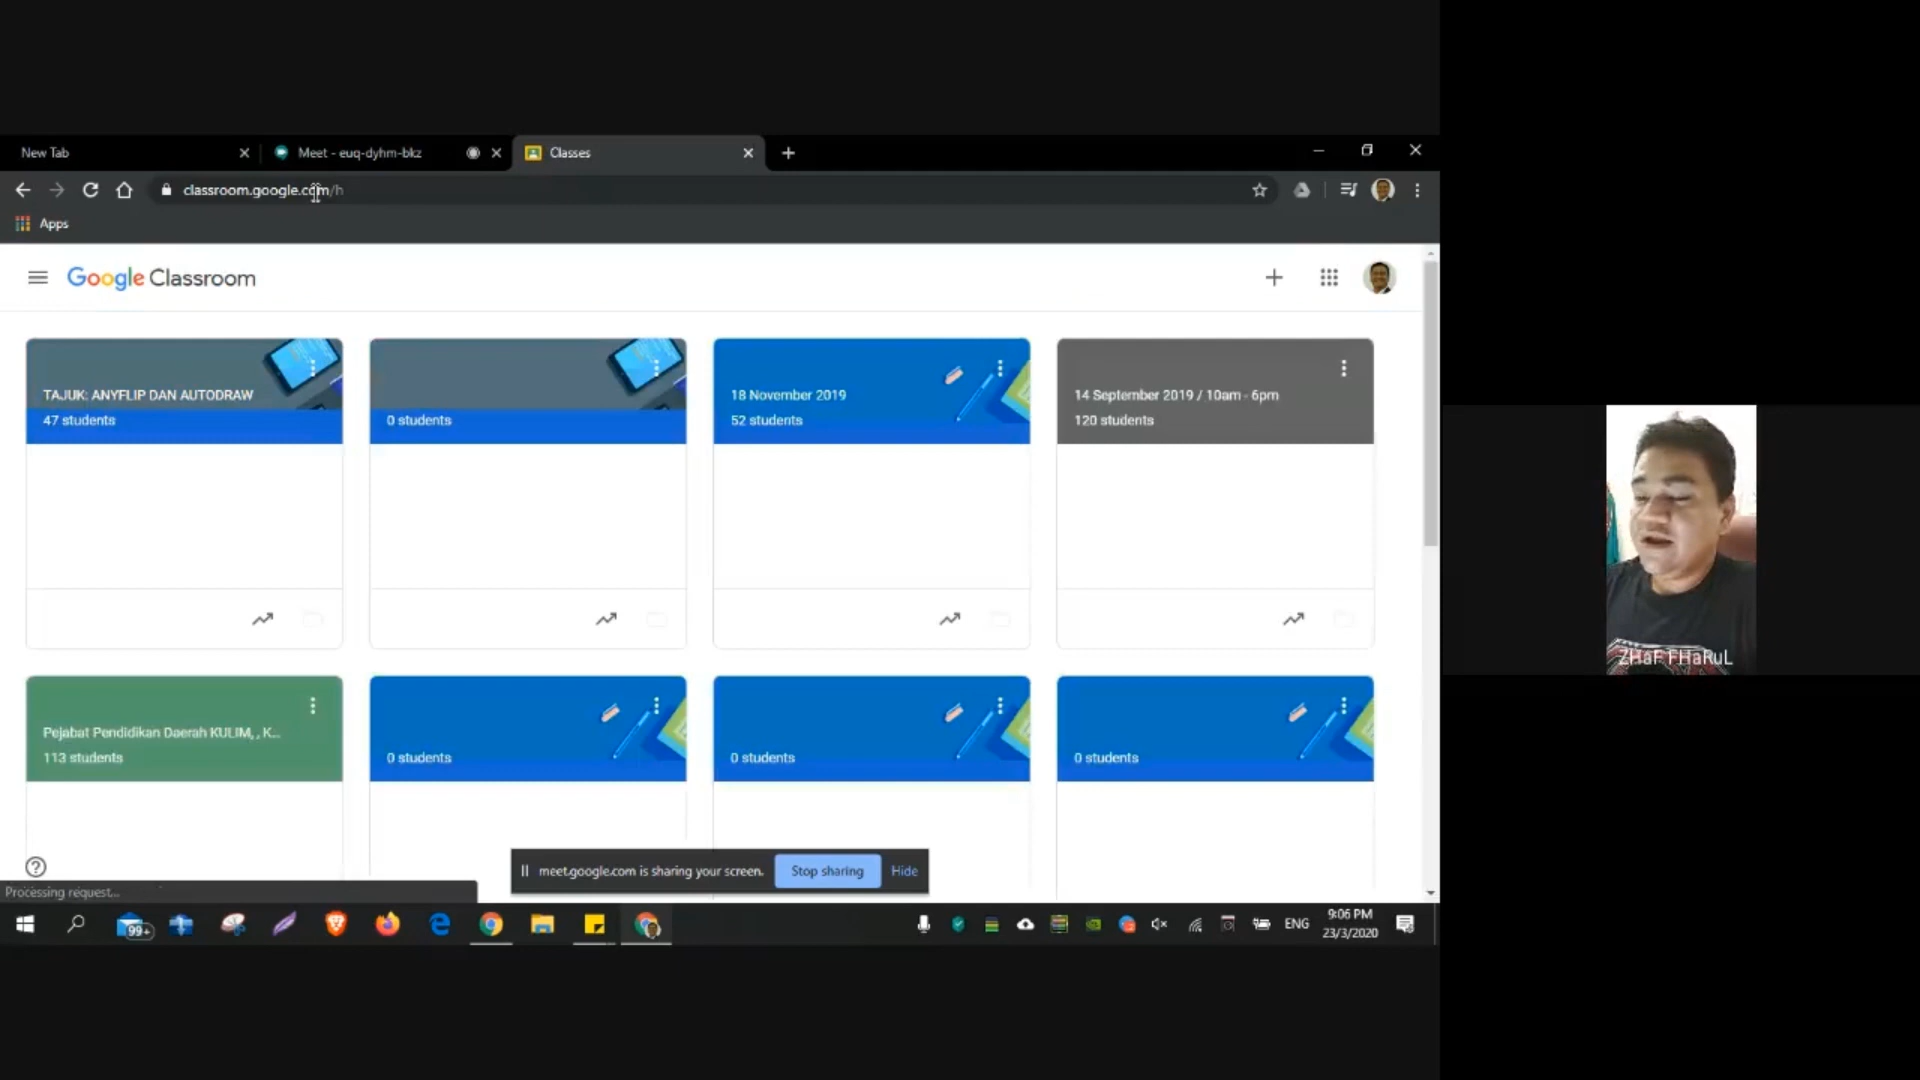 New Tab
Meet - euq-dyhm-bkz
Classes
classroom.google.com/h
Apps
Google Classroom
TAJUK: ANYFLIP DAN AUTODRAW
47 students
0 students
18 November 2019
52 students
14 September 2019 / 10am - 6pm
120 students
Pejabat Pendidikan Daerah KULIM, , K...
113 students
0 students
0 students
0 students
meet.google.com is sharing your screen.
Stop sharing
Hide
Processing request...
99+
ENG
9:06 PM
23/3/2020
ZHaF FHaRuL